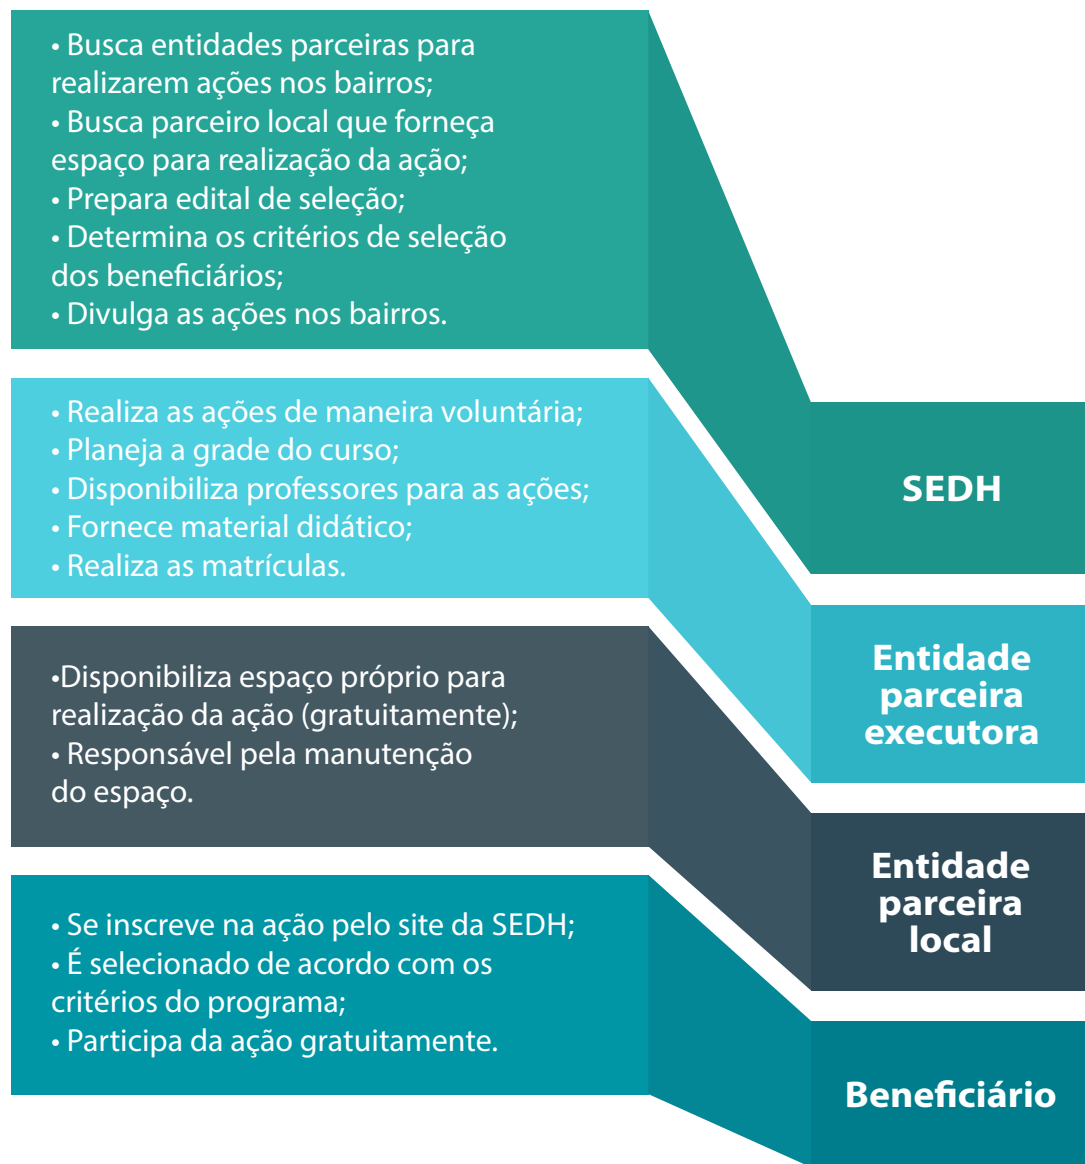 • Busca entidades parceiras para
realizarem ações nos bairros;
• Busca parceiro local que forneça
espaço para realização da ação;
• Prepara edital de seleção;
• Determina os critérios de seleção
dos beneficiários;
• Divulga as ações nos bairros.
SEDH
• Realiza as ações de maneira voluntária;
• Planeja a grade do curso;
• Disponibiliza professores para as ações;
• Fornece material didático;
• Realiza as matrículas.
Entidade
parceira
executora
•Disponibiliza espaço próprio para
realização da ação (gratuitamente);
• Responsável pela manutenção
do espaço.
Entidade
parceira
local
• Se inscreve na ação pelo site da SEDH;
• É selecionado de acordo com os
critérios do programa;
• Participa da ação gratuitamente.
Beneficiário